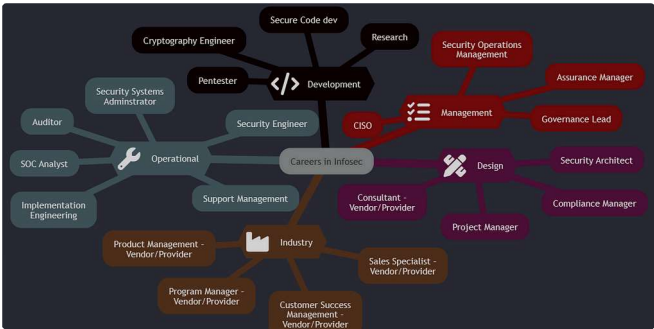 Secure Code dev
Cryptography Engineer
Research
Pentester
Development
Security Operations
Management
Assurance Manager
Management
CISO
Governance Lead
Security Systems
Adminstrator
Auditor
Security Engineer
SOC Analyst
Operational
Implementation
Engineering
Support Management
Careers in Infosec
Design
Security Architect
Consultant -
Vendor/Provider
Compliance Manager
Project Manager
Industry
Product Management -
Vendor/Provider
Sales Specialist -
Vendor/Provider
Program Manager -
Vendor/Provider
Customer Success
Management -
Vendor/Provider